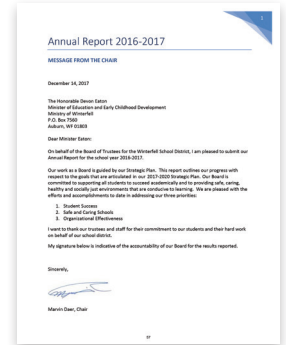 1
Annual Report 2016-2017
MESSAGE FROM THE CHAIR
December 14, 2017
The Honorable Devon Eaton
Minister of Education and Early Childhood Development
Ministry of Winterfell
P.O. Box 7560
Auburn, WF 01803
Dear Minister Eaton:
On behalf of the Board of Trustees for the Winterfell School District, I am pleased to submit our
Annual Report for the school year 2016-2017.
Our work as a Board is guided by our Strategic Plan. This report outlines our progress with
respect to the goals that are articulated in our 2017-2020 Strategic Plan. Our Board is
committed to supporting all students to succeed academically and to providing safe, caring,
healthy and socially just environments that are conducive to learning. We are pleased with the
efforts and accomplishments to date in addressing our three priorities:
1. Student Success
2. Safe and Caring Schools
3. Organizational Effectiveness
I want to thank our trustees and staff for their commitment to our students and their hard work
on behalf of our school district.
My signature below is indicative of the accountability of our Board for the results reported.
Sincerely,
Marvin Daer, Chair